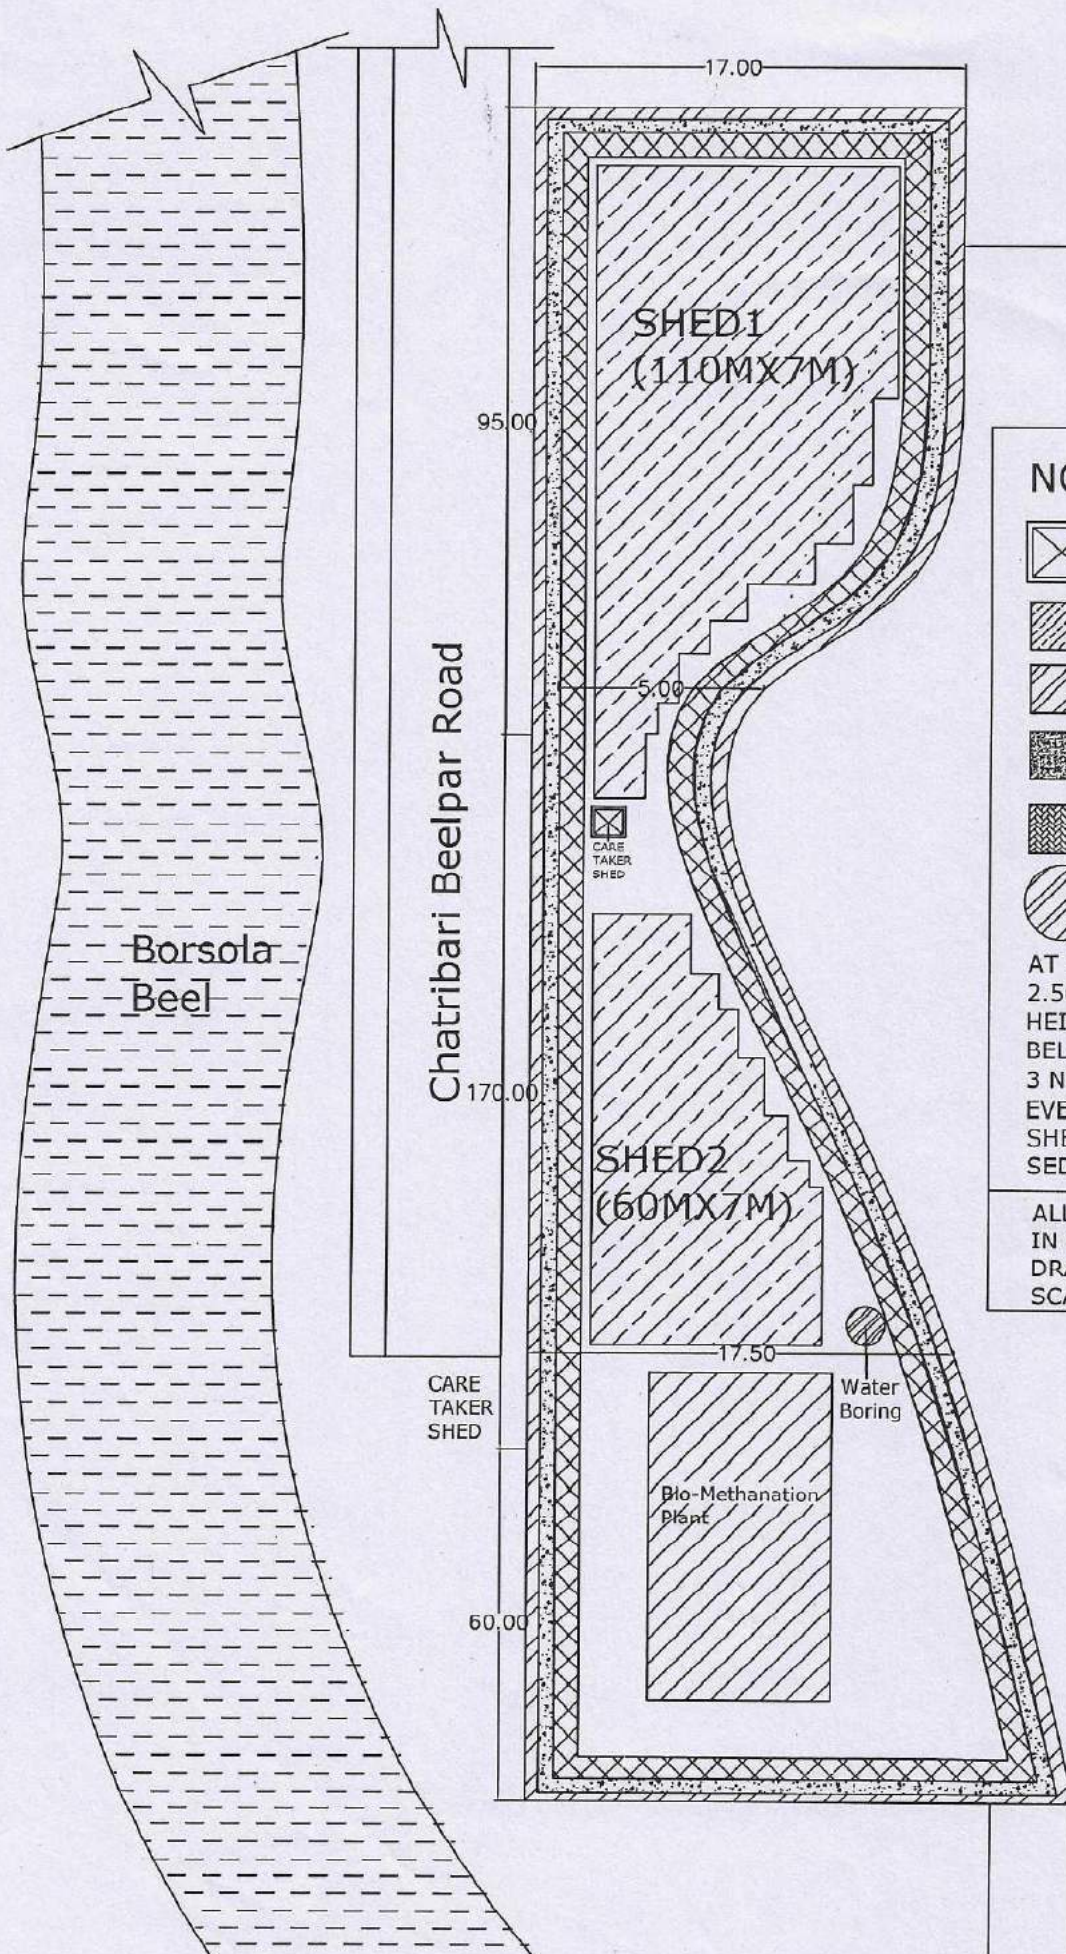 17.00
SHED1
(110MX7M)
95.00
Chatribari Beelpar Road
5.00
CARE
TAKER
SHED
Borsola
Beel
170.00
SHED2
(60MX7M)
17.50
Water
Boring
CARE
TAKER
SHED
Bio-Methanation
Plant
60.00
NO
AT
2.5
HEI
BEL
3 N
EVE
SHE
SED
ALL
IN
DRA
SCA